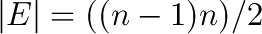 |E| = ((n − 1)n)/2